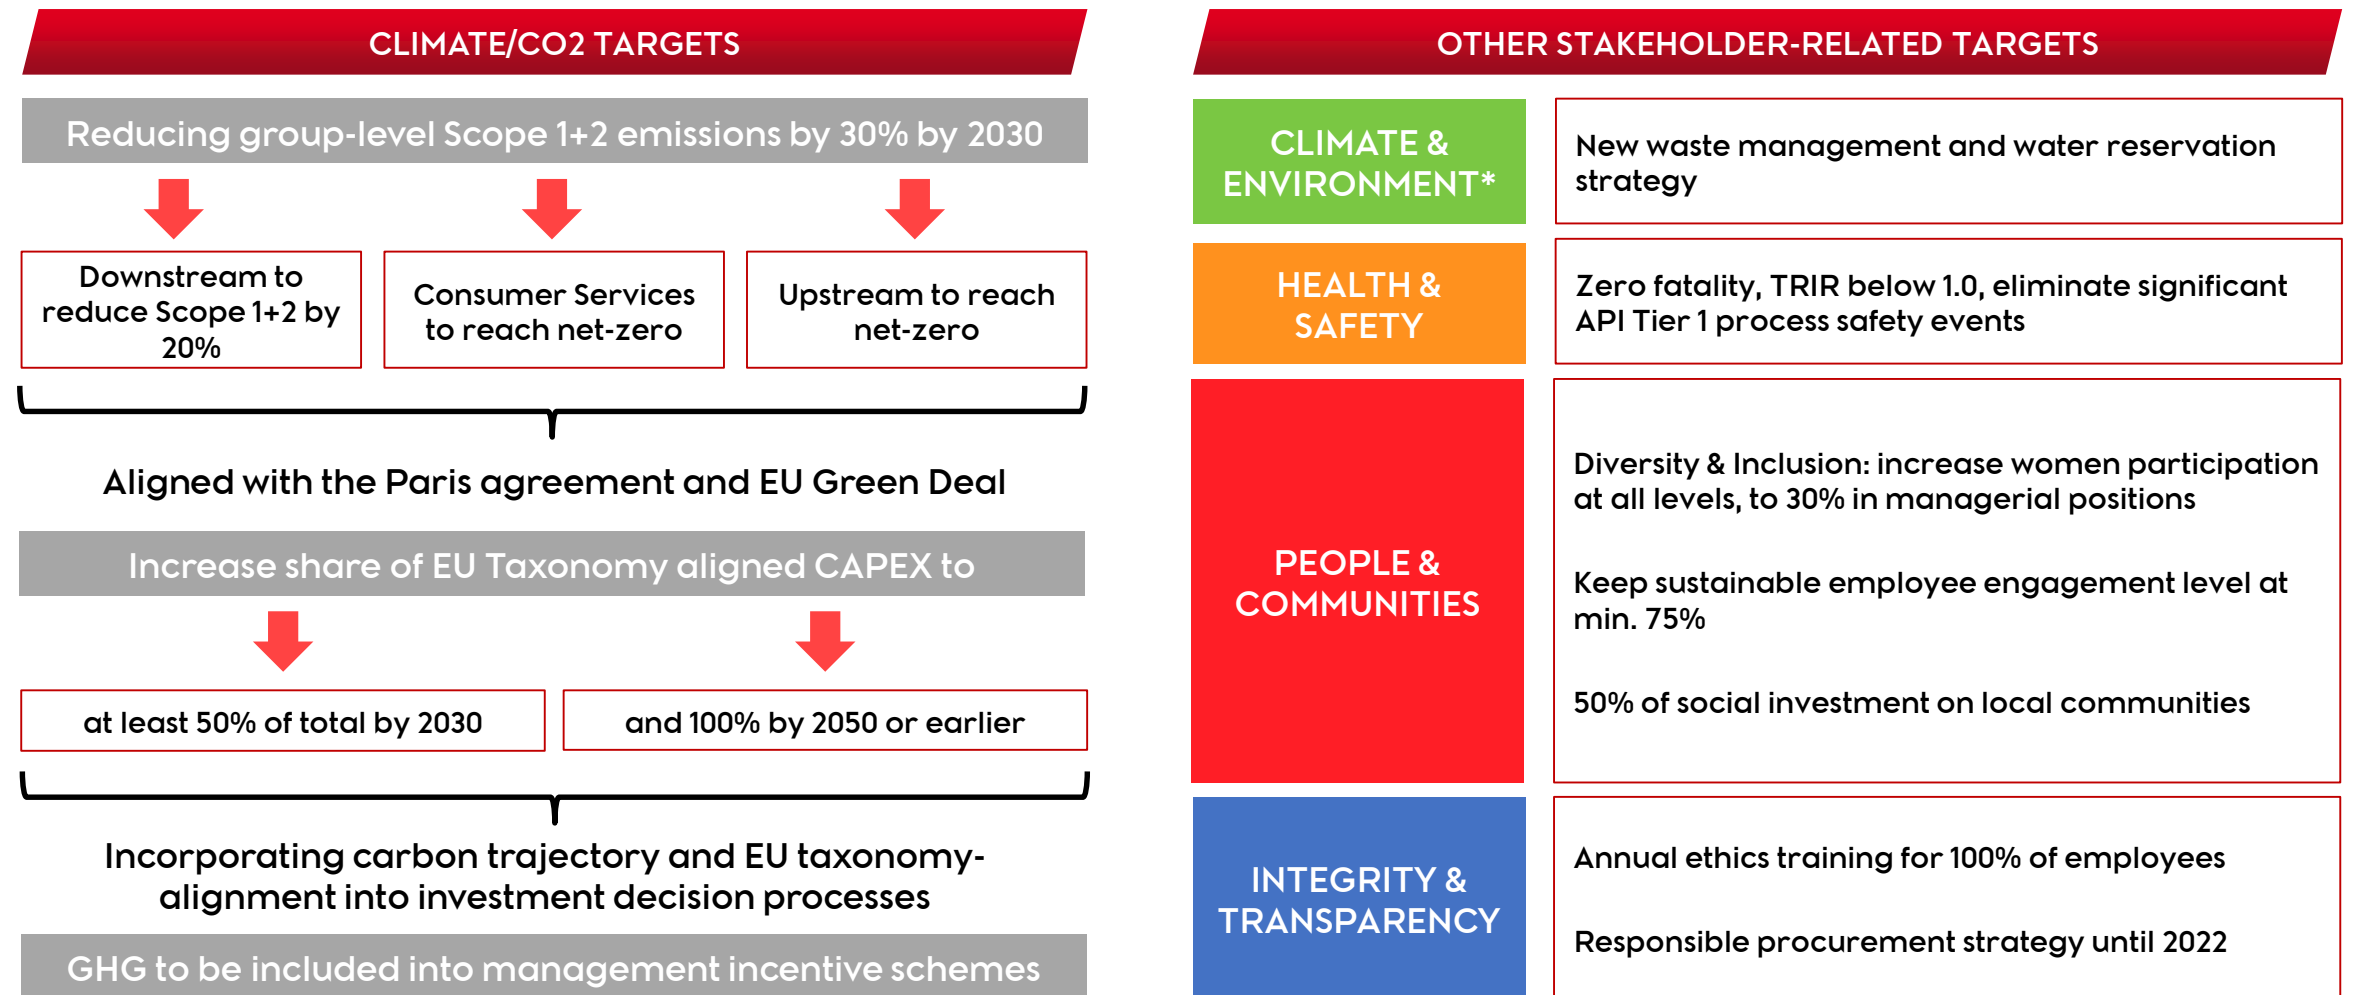 CLIMATE/CO2 TARGETS
Reducing group-level Scope 1+2 emissions by 30% by 2030
Downstream to
reduce Scope 1+2 by
20%
Consumer Services
to reach net-zero
Upstream to reach
net-zero
Aligned with the Paris agreement and EU Green Deal
Increase share of EU Taxonomy aligned CAPEX to
at least 50% of total by 2030
and 100% by 2050 or earlier
Incorporating carbon trajectory and EU taxonomy-
alignment into investment decision processes
GHG to be included into management incentive schemes
OTHER STAKEHOLDER-RELATED TARGETS
CLIMATE &
ENVIRONMENT*
New waste management and water reservation
strategy
HEALTH &
SAFETY
Zero fatality, TRIR below 1.0, eliminate significant
API Tier 1 process safety events
PEOPLE &
COMMUNITIES
Diversity & Inclusion: increase women participation
at all levels, to 30% in managerial positions
Keep sustainable employee engagement level at
min. 75%
50% of social investment on local communities
INTEGRITY &
TRANSPARENCY
Annual ethics training for 100% of employees
Responsible procurement strategy until 2022